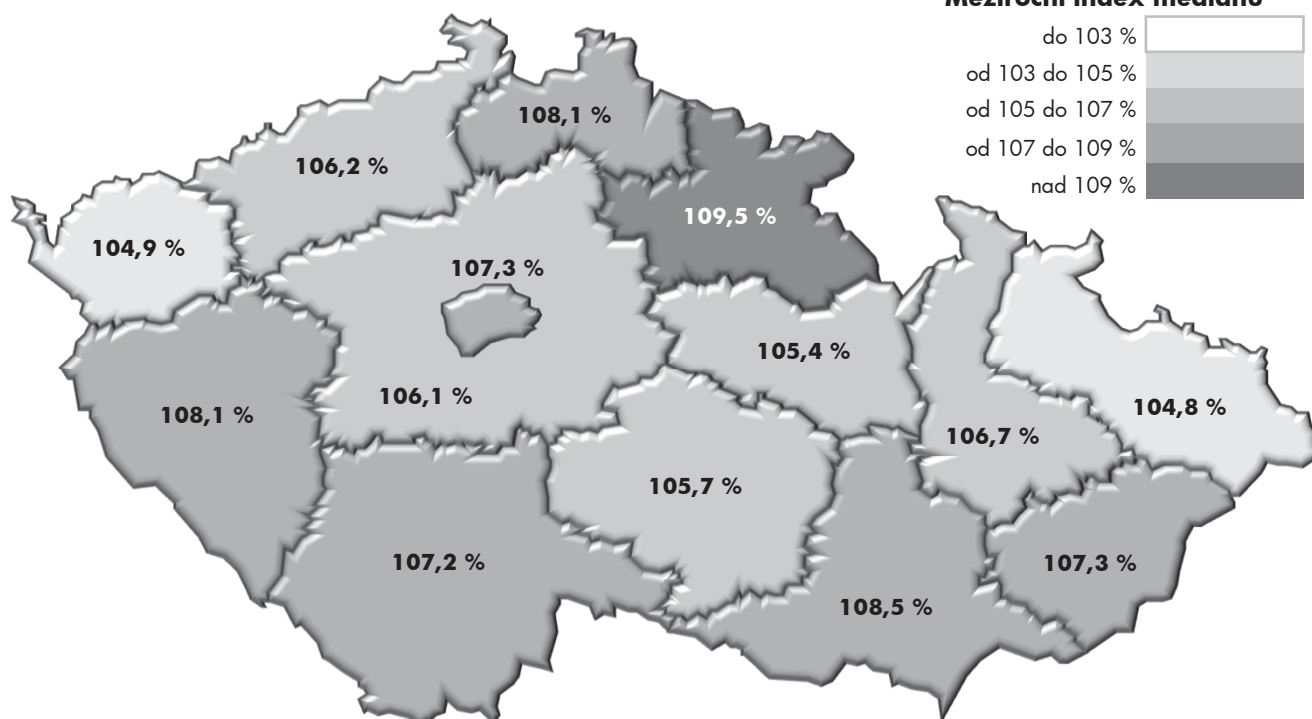 Meziroční index mediánu
do 103 %
od 103 do 105 %
od 105 do 107 %
od 107 do 109 %
nad 109 %
108,1 %
106,2 %
109,5 %
104,9 %
107,3 %
105,4 %
106,1 %
108,1 %
104,8 %
106,7 %
105,7 %
107,2 %
107,3 %
108,5 %